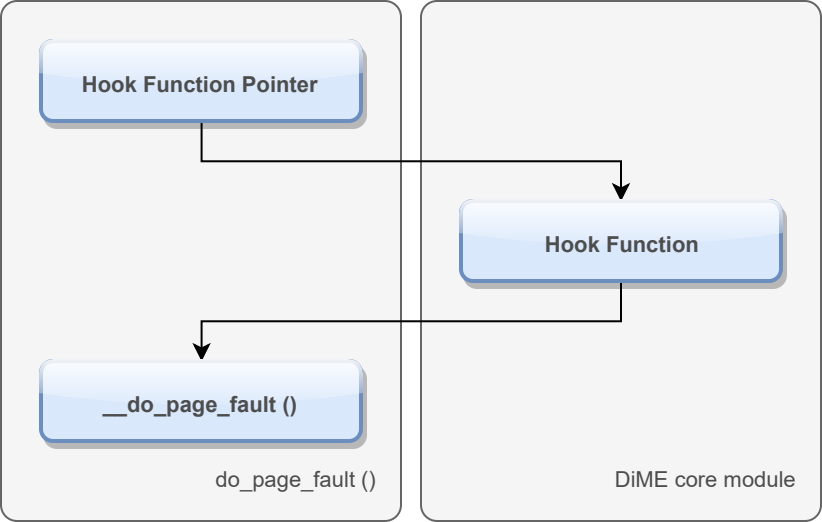 Hook Function Pointer
Hook Function
__do_page_fault ()
do_page_fault ()
DiME core module